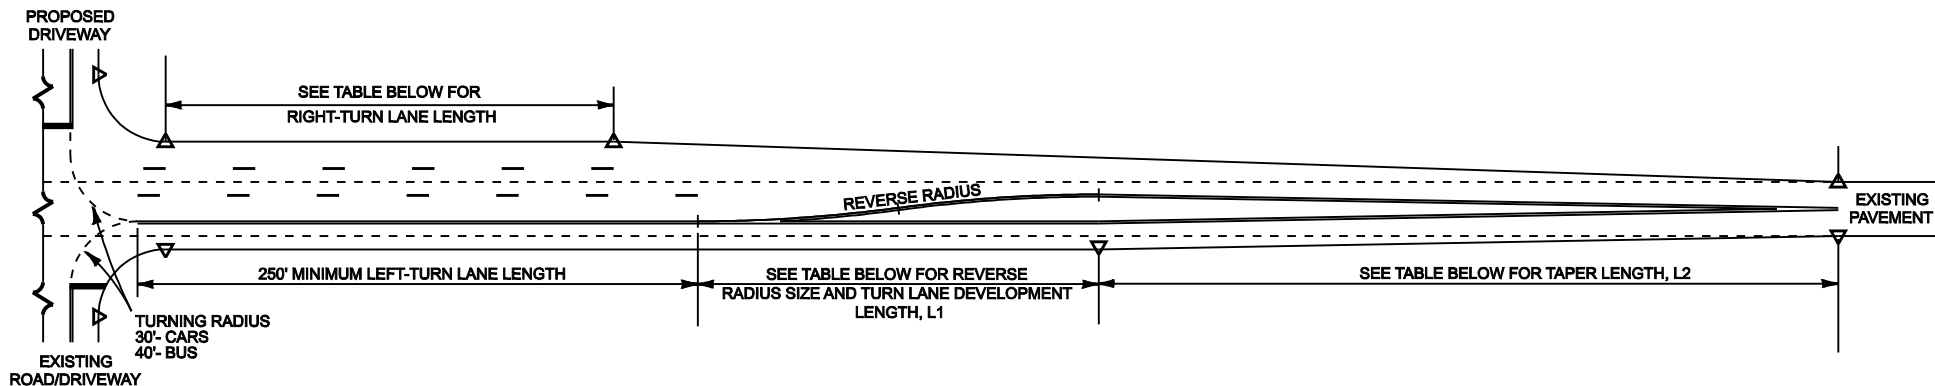 PROPOSED
DRIVEWAY
SEE TABLE BELOW FOR
RIGHT-TURN LANE LENGTH
REVERSE RADIUS
EXISTING
PAVEMENT
250' MINIMUM LEFT-TURN LANE LENGTH
SEE TABLE BELOW FOR REVERSE
RADIUS SIZE AND TURN LANE DEVELOPMENT
LENGTH, L1
SEE TABLE BELOW FOR TAPER LENGTH, L2
TURNING RADIUS
30'- CARS
40'- BUS
EXISTING
ROAD/DRIVEWAY